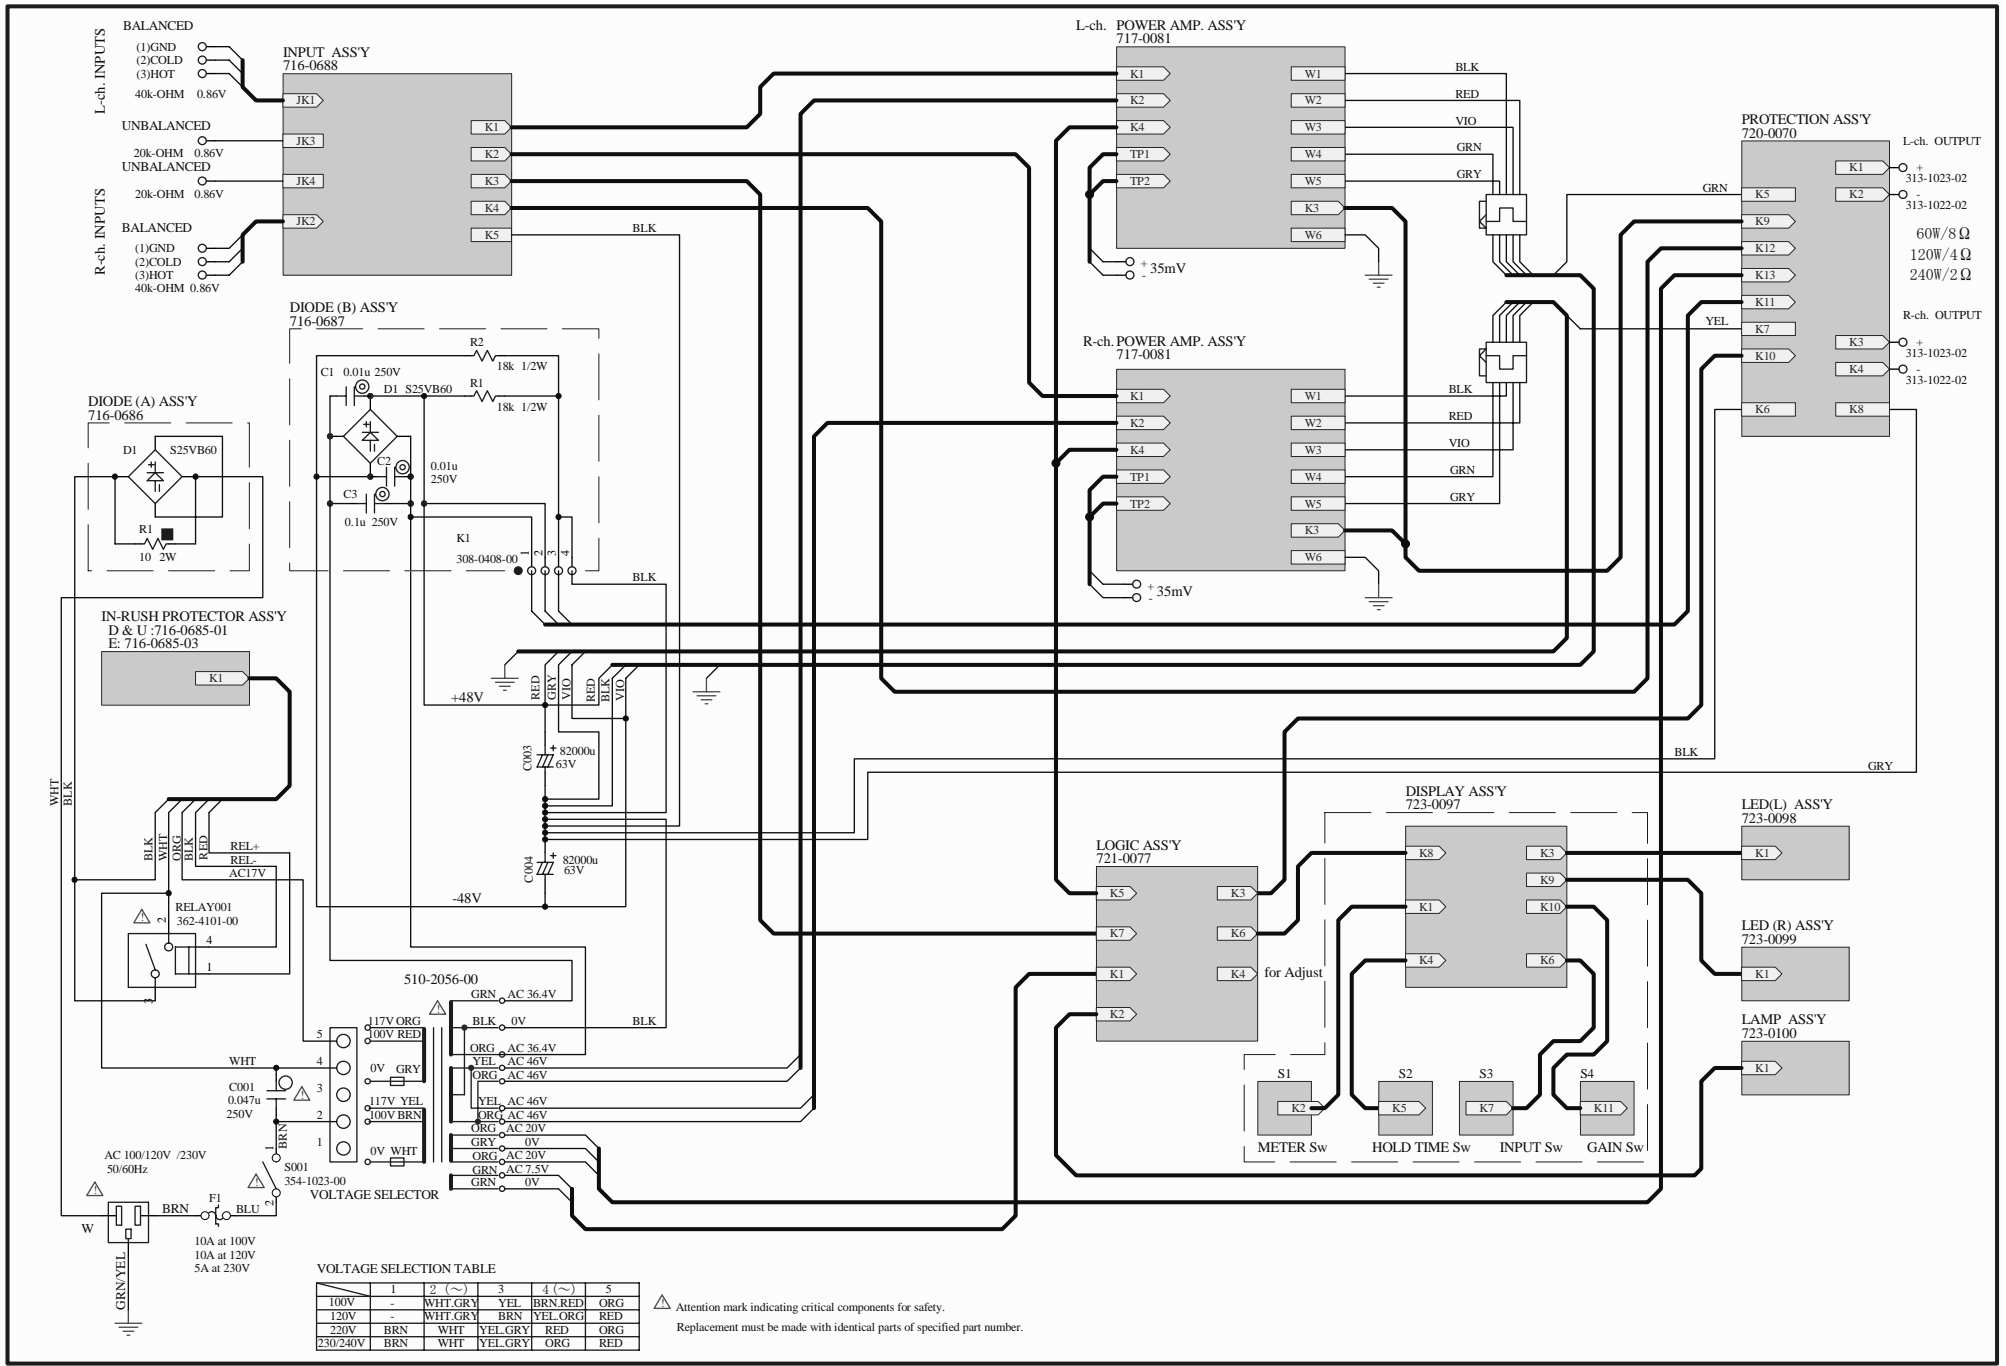 BALANCED
(1)GND
(2)COLD
(3)HOT
40k-OHM 0.86V
L-ch. INPUTS
UNBALANCED
20k-OHM 0.86V
UNBALANCED
20k-OHM 0.86V
R-ch. INPUTS
BALANCED
(1)GND
(2)COLD
(3)HOT
40k-OHM 0.86V
INPUT ASS'Y
716-0688
JK1
JK3
JK4
JK2
K1
K2
K3
K4
K5
BLK
L-ch. POWER AMP. ASS'Y
717-0081
K1
K2
K4
TP1
TP2
W1
W2
W3
W4
W5
K3
W6
BLK
RED
VIO
GRN
GRY
+
-
35mV
R-ch. POWER AMP. ASS'Y
717-0081
K1
K2
K4
TP1
TP2
W1
W2
W3
W4
W5
K3
W6
BLK
RED
VIO
GRN
GRY
+
-
35mV
PROTECTION ASS'Y
720-0070
GRN
YEL
K5
K9
K12
K13
K11
K7
K10
K6
K1
K2
K3
K4
K8
L-ch. OUTPUT
+
313-1023-02
-
313-1022-02
60W/8Ω
120W/4Ω
240W/2Ω
R-ch. OUTPUT
+
313-1023-02
-
313-1022-02
BLK
GRY
DIODE (B) ASS'Y
716-0687
R2
18k 1/2W
R1
18k 1/2W
C1 0.01u 250V
D1 S25VB60
C2
0.01u
250V
C3
0.1u 250V
K1
308-0408-00
1
2
3
4
BLK
DIODE (A) ASS'Y
716-0686
D1
S25VB60
R1
10 2W
IN-RUSH PROTECTOR ASS'Y
D & U :716-0685-01
E: 716-0685-03
K1
WHT
BLK
BLK
WHT
ORG
BLK
RED
REL+
REL-
AC17V
RELAY001
362-4101-00
2
4
1
3
RED
GRY
VIO
RED
BLK
VIO
+48V
C003
+
82000u
63V
C004
+
82000u
63V
-48V
510-2056-00
117V ORG
100V RED
0V GRY
117V YEL
100V BRN
0V WHT
GRN AC 36.4V
BLK 0V
BLK
ORG AC 36.4V
YEL AC 46V
ORG AC 46V
YEL AC 46V
ORG AC 46V
ORG AC 20V
GRY 0V
ORG AC 20V
GRN AC 7.5V
GRN 0V
5
4
3
2
1
VOLTAGE SELECTOR
WHT
C001
0.047u
250V
BRN
1
S001
354-1023-00
2
AC 100/120V /230V
50/60Hz
W
BRN
F1
BLU
10A at 100V
10A at 120V
5A at 230V
GRN/YEL
LOGIC ASS'Y
721-0077
K5
K7
K1
K2
K3
K6
K4
for Adjust
DISPLAY ASS'Y
723-0097
K8
K1
K4
K3
K9
K10
K6
S1
K2
METER Sw
S2
K5
HOLD TIME Sw
S3
K7
INPUT Sw
S4
K11
GAIN Sw
LED(L) ASS'Y
723-0098
K1
LED (R) ASS'Y
723-0099
K1
LAMP ASS'Y
723-0100
K1
VOLTAGE SELECTION TABLE
1 2 (～) 3 4 (～) 5
100V - WHT.GRY YEL BRN.RED ORG
120V - WHT.GRY BRN YEL.ORG RED
220V BRN WHT YEL.GRY RED ORG
230/240V BRN WHT YEL.GRY ORG RED
Attention mark indicating critical components for safety.
Replacement must be made with identical parts of specified part number.